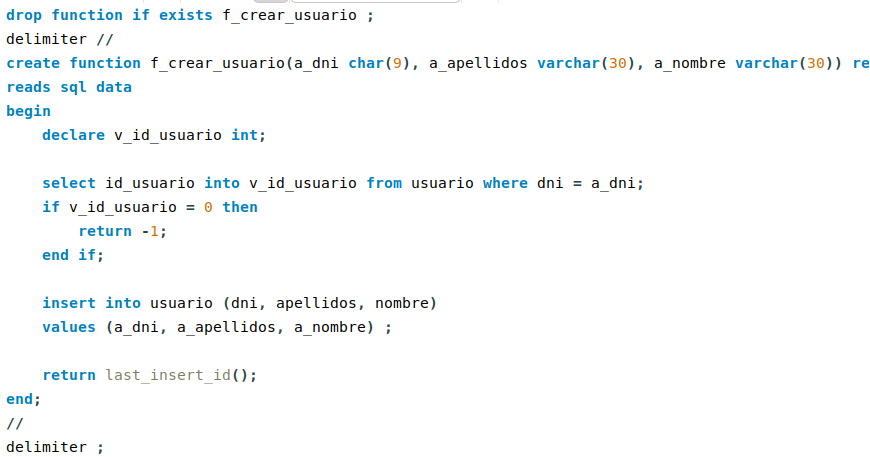 drop function if exists f_crear_usuario ;
delimiter //
create function f_crear_usuario(a_dni char(9), a_apellidos varchar(30), a_nombre varchar(30)) re
reads sql data
begin
    declare v_id_usuario int;

    select id_usuario into v_id_usuario from usuario where dni = a_dni;
    if v_id_usuario = 0 then
        return -1;
    end if;

    insert into usuario (dni, apellidos, nombre)
    values (a_dni, a_apellidos, a_nombre) ;

    return last_insert_id();
end;
//
delimiter ;